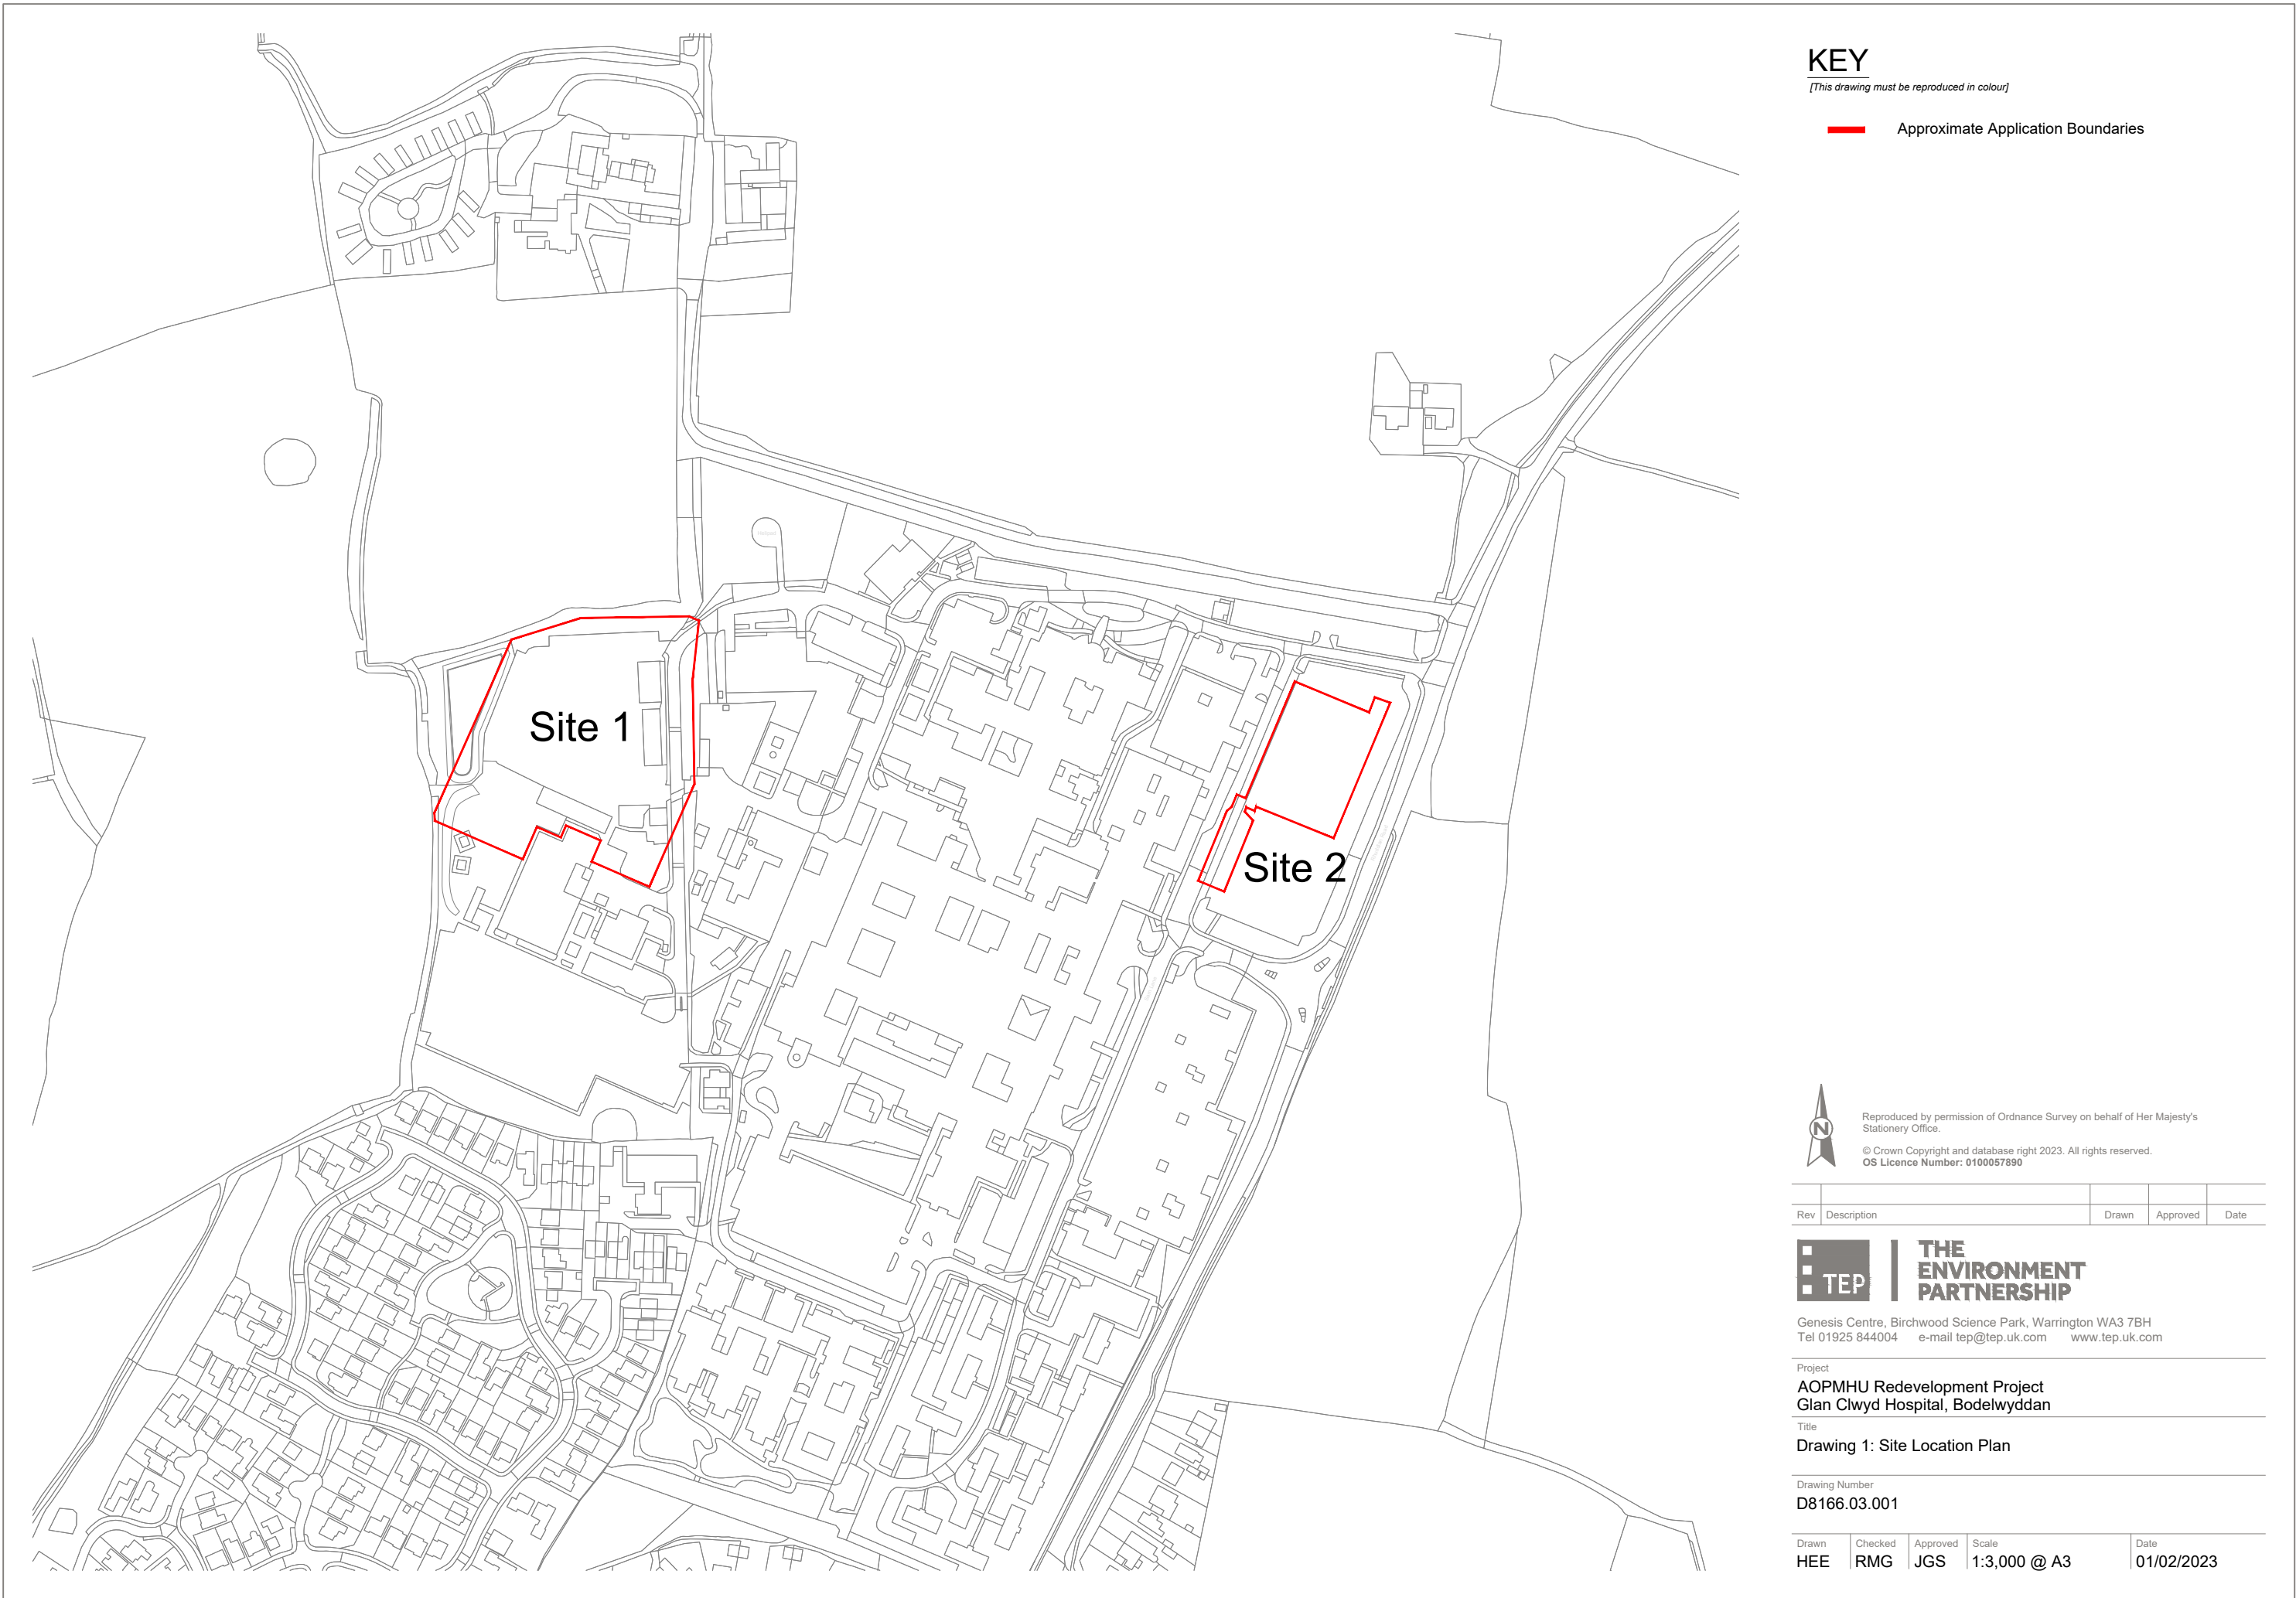 KEY
[This drawing must be reproduced in colour]
Approximate Application Boundaries
Site 1
Site 2
N
Reproduced by permission of Ordnance Survey on behalf of Her Majesty's
Stationery Office.
© Crown Copyright and database right 2023. All rights reserved.
OS Licence Number: 0100057890
Rev Description Drawn Approved Date
TEP
THE
ENVIRONMENT
PARTNERSHIP
Genesis Centre, Birchwood Science Park, Warrington WA3 7BH
Tel 01925 844004 e-mail tep@tep.uk.com www.tep.uk.com
Project
AOPMHU Redevelopment Project
Glan Clwyd Hospital, Bodelwyddan
Title
Drawing 1: Site Location Plan
Drawing Number
D8166.03.001
Drawn Checked Approved Scale Date
HEE RMG JGS 1:3,000 @ A3 01/02/2023